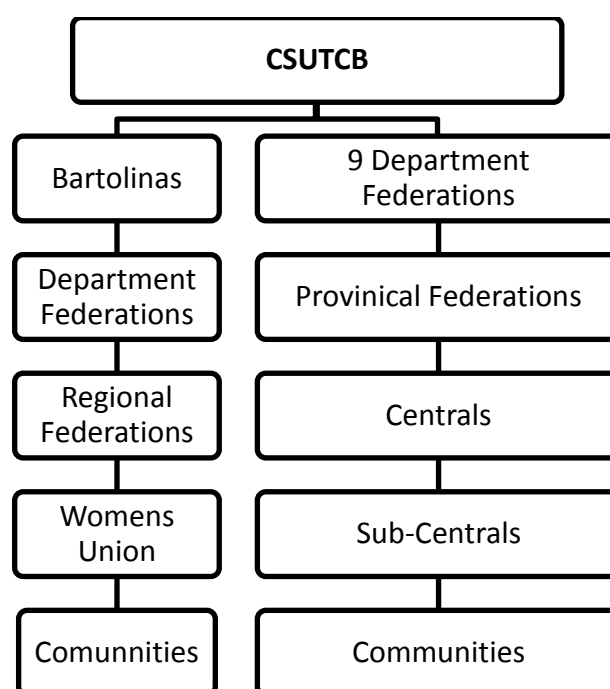 CSUTCB
Bartolinas
9 Department
Federations
Department
Federations
Provinical Federations
Regional
Federations
Centrals
Womens
Union
Sub-Centrals
Comunnities
Communities